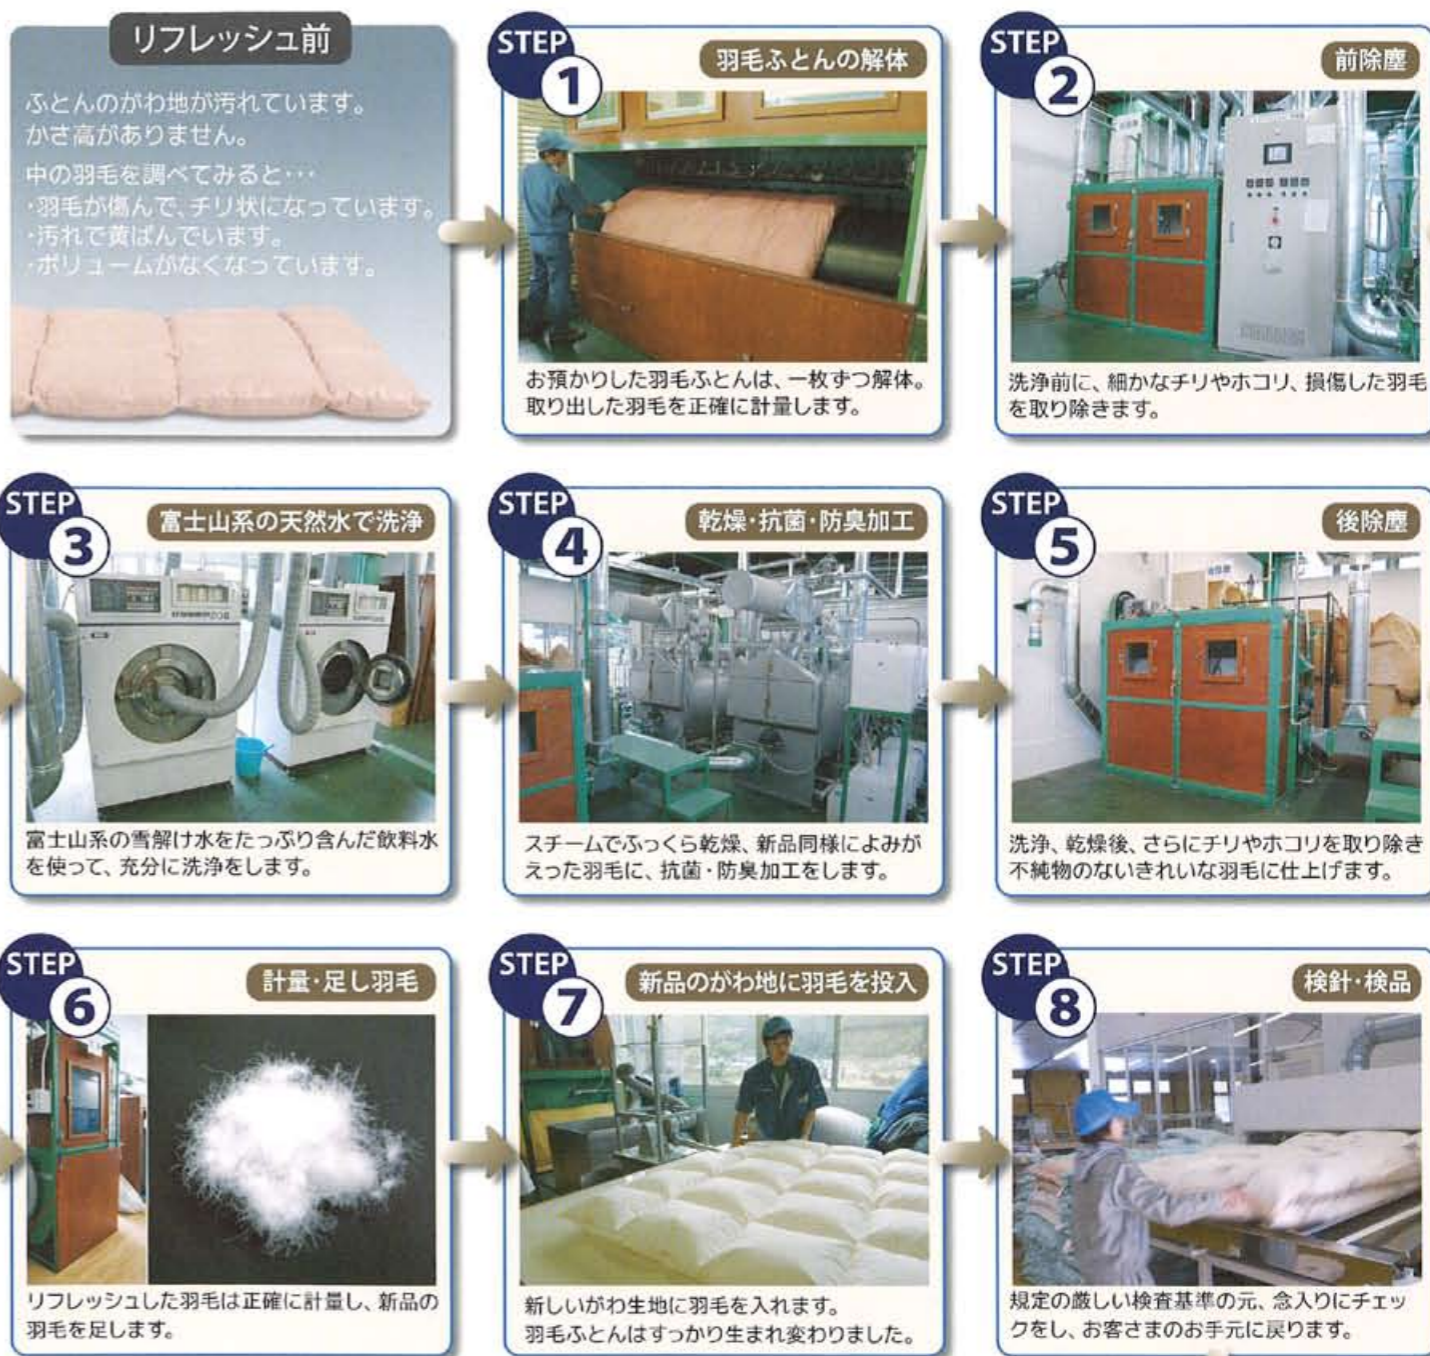 リフレッシュ前
ふとんのがわ地が汚れています。
かさ高がありません。
中の羽毛を調べてみると…
・羽毛が傷んで、チリ状になっています。
・汚れで黄ばんでいます。
・ボリュームがなくなっています。
STEP 1
羽毛ふとんの解体
お預かりした羽毛ふとんは、一枚ずつ解体。
取り出した羽毛を正確に計量します。
STEP 2
前除塵
洗浄前に、細かなチリやホコリ、損傷した羽毛
を取り除きます。
STEP 3
富士山系の天然水で洗浄
富士山系の雪解け水をたっぷり含んだ飲料水
を使って、充分に洗浄をします。
STEP 4
乾燥・抗菌・防臭加工
スチームでふっくら乾燥、新品同様によみが
えった羽毛に、抗菌・防臭加工をします。
STEP 5
後除塵
洗浄、乾燥後、さらにチリやホコリを取り除き
不純物のないきれいな羽毛に仕上げます。
STEP 6
計量・足し羽毛
リフレッシュした羽毛は正確に計量し、新品の
羽毛を足します。
STEP 7
新品のがわ地に羽毛を投入
新しいがわ生地に羽毛を入れます。
羽毛ふとんはすっかり生まれ変わりました。
STEP 8
検針・検品
規定の厳しい検査基準の元、念入りにチェッ
クをし、お客さまのお手元に戻ります。